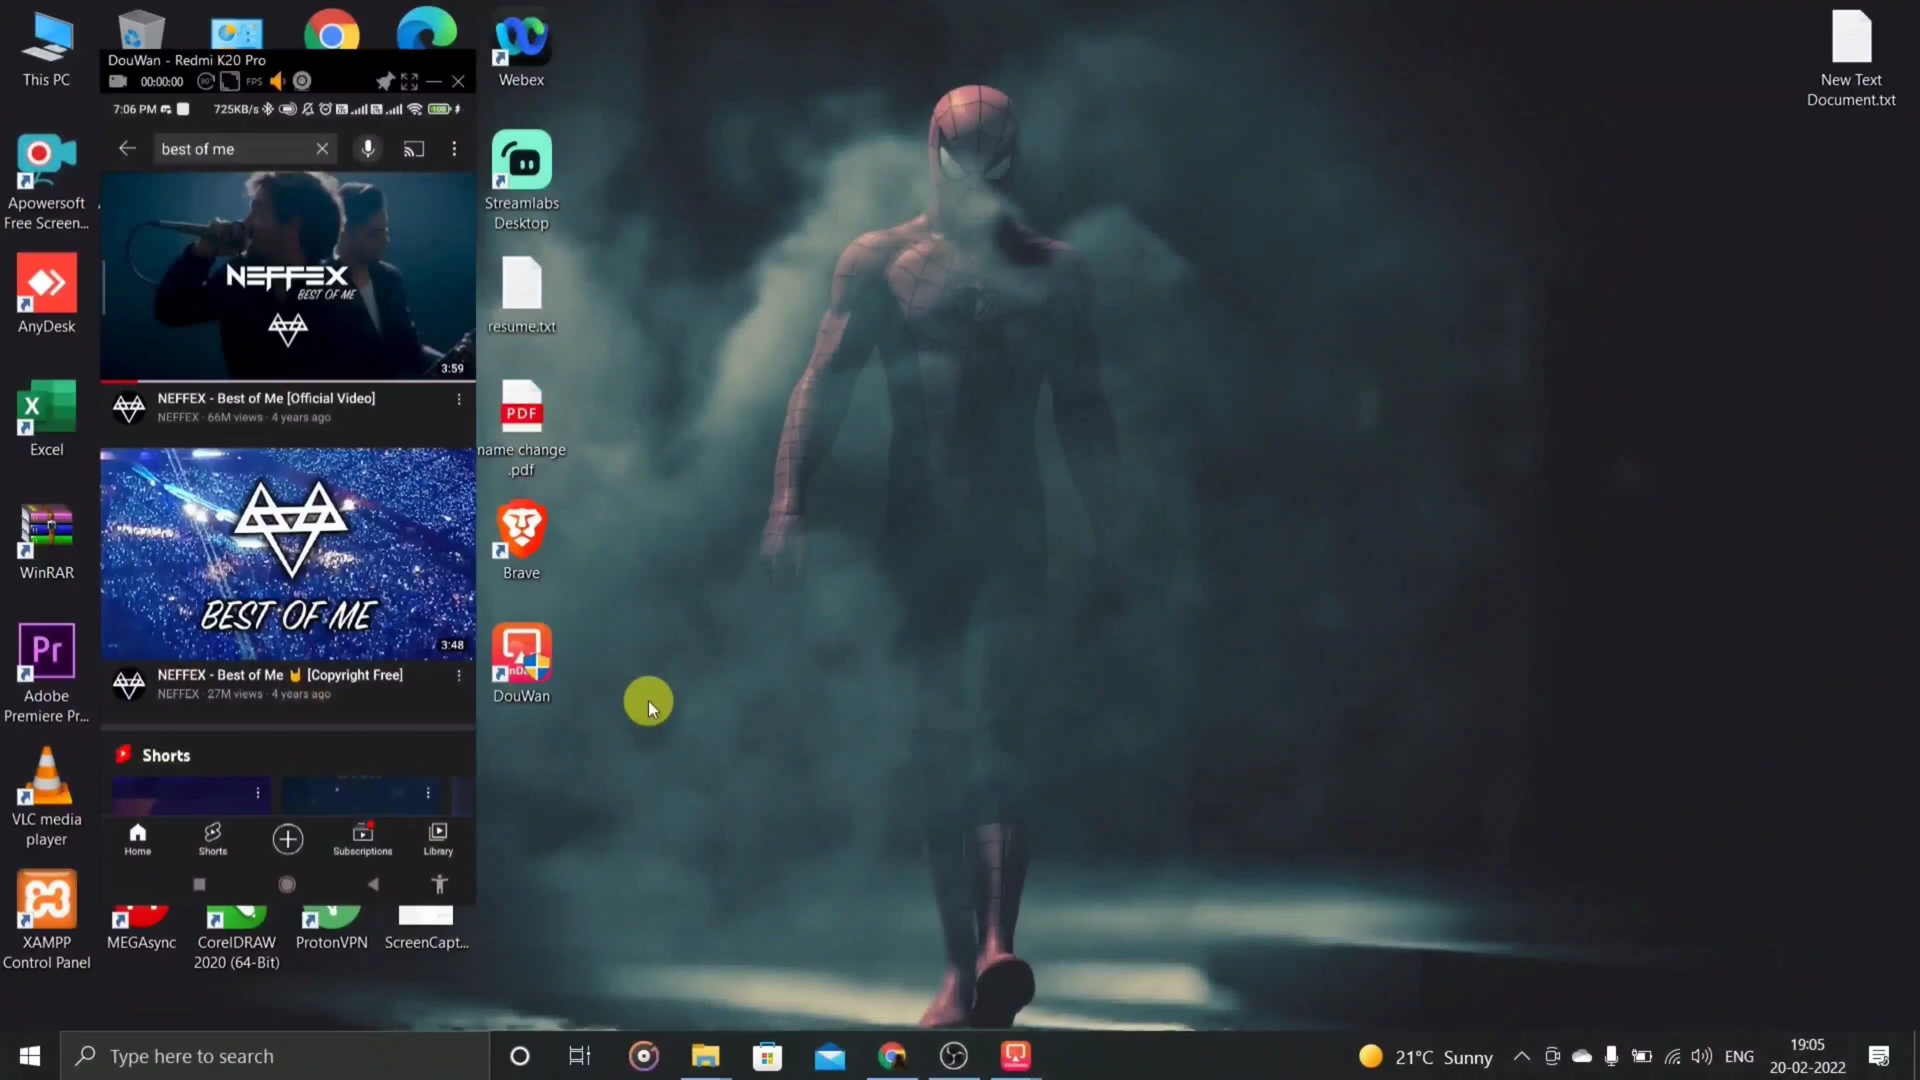 This PC
Webex
New Text
Document.txt
DouWan - Redmi K20 Pro
00:00:00
90°
FPS
7:06 PM
725KB/s
100
best of me
NEFFEX
BEST OF ME
3:59
NEFFEX - Best of Me [Official Video]
NEFFEX · 66M views · 4 years ago
BEST OF ME
3:48
NEFFEX - Best of Me 🤘 [Copyright Free]
NEFFEX · 27M views · 4 years ago
Shorts
Home
Shorts
Subscriptions
Library
Apowersoft
Free Screen...
AnyDesk
X
Excel
WinRAR
Pr
Adobe
Premiere Pr...
VLC media
player
XAMPP
Control Panel
MEGAsync
CorelDRAW
2020 (64-Bit)
ProtonVPN
ScreenCapt...
Streamlabs
Desktop
resume.txt
PDF
name change
.pdf
Brave
DouWan
Type here to search
21°C Sunny
ENG
19:05
20-02-2022